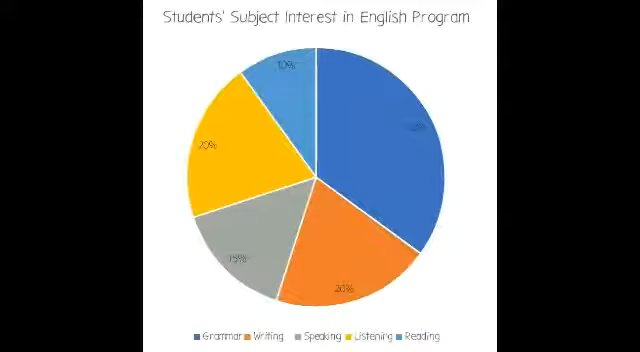 Students' Subject Interest in English Program
10%
20%
15%
20%
Grammar Writing Speaking Listening Reading